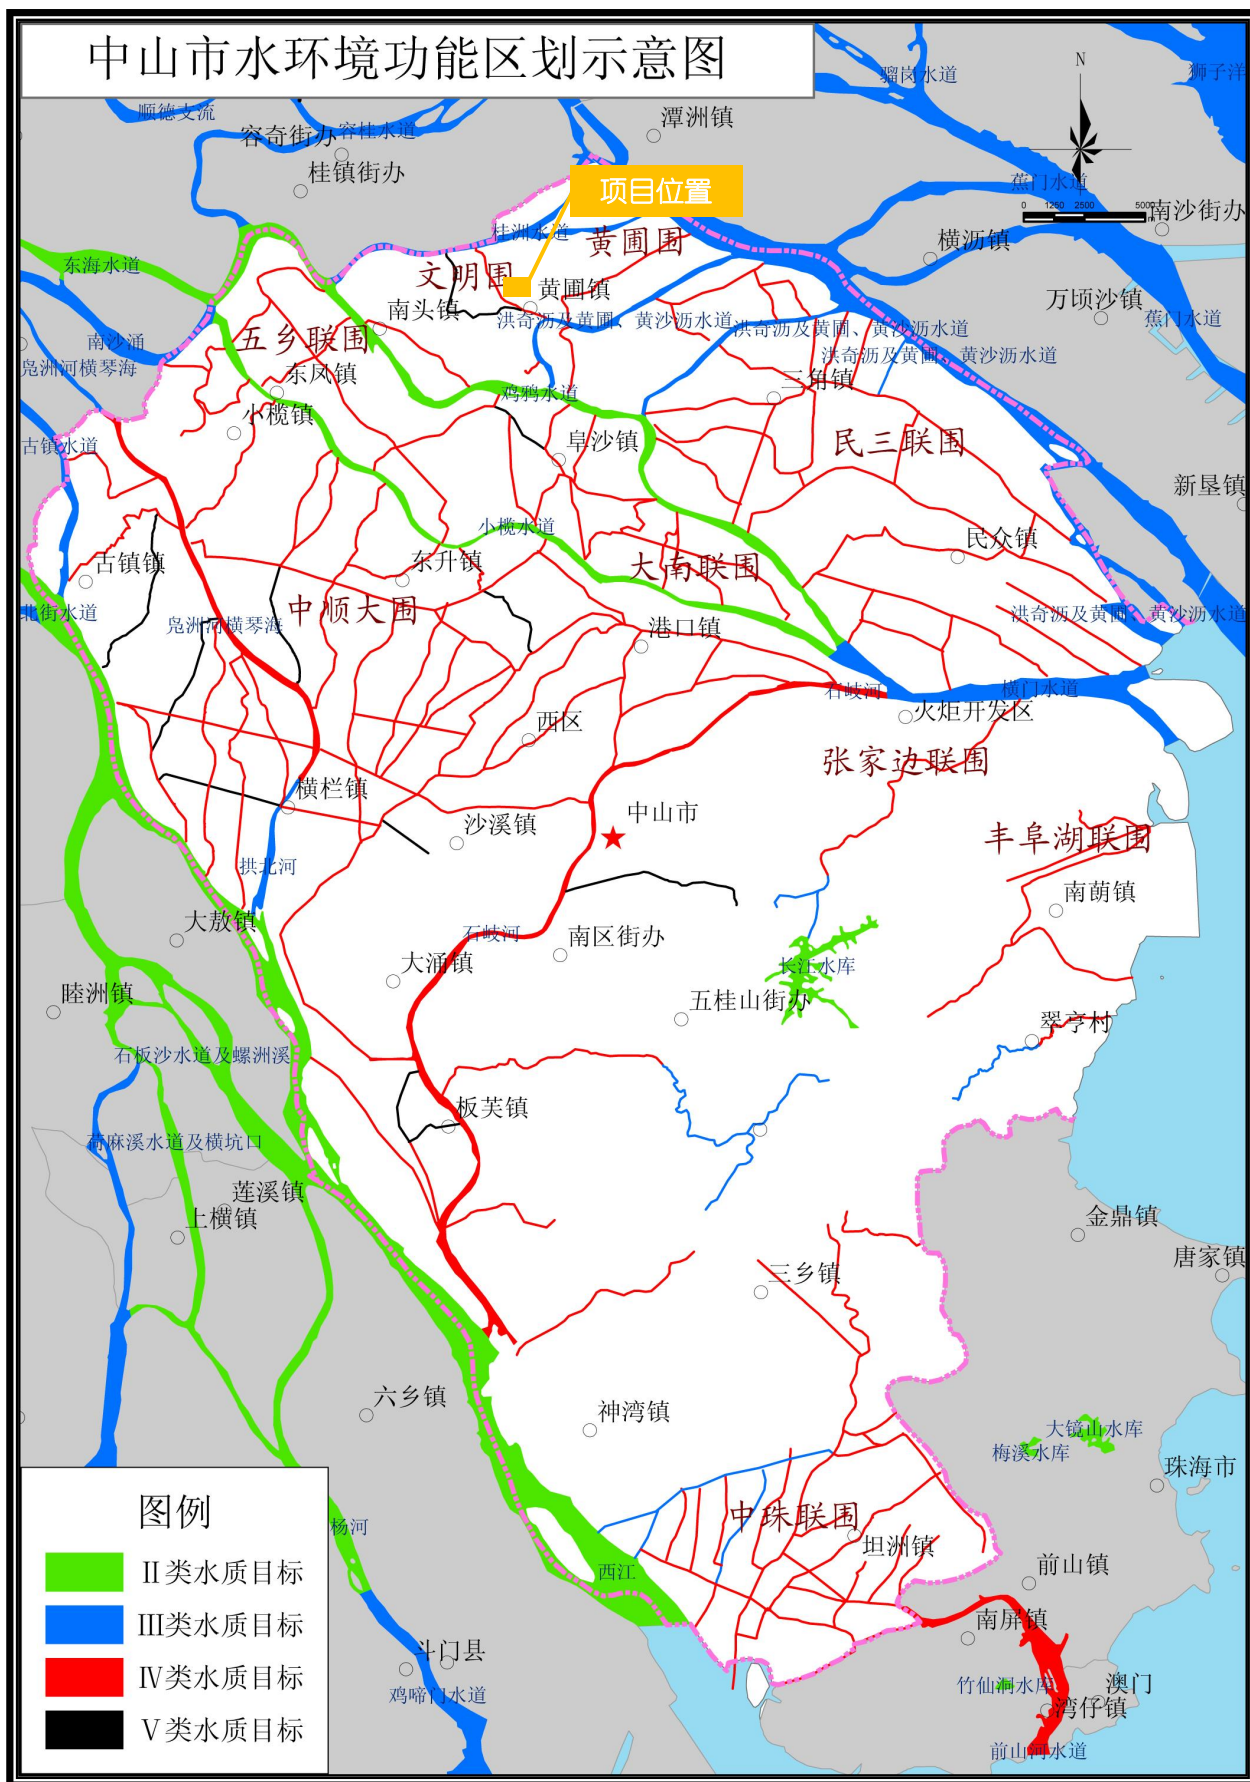 中山市水环境功能区划示意图
骝岗水道
狮子洋
顺德支流
容奇街办
容桂水道
潭洲镇
N
桂镇街办
项目位置
蕉门水道
0 1250 2500 5000
南沙街办
桂洲水道
黄圃围
横沥镇
东海水道
文明围
黄圃镇
万顷沙镇
南头镇
洪奇沥及黄圃、黄沙沥水道
洪奇沥及黄圃、黄沙沥水道
蕉门水道
南沙涌
五乡联围
洪奇沥及黄圃、黄沙沥水道
凫洲河横琴海
东凤镇
鸡鸦水道
三角镇
小榄镇
古镇水道
阜沙镇
民三联围
新垦镇
小榄水道
民众镇
古镇镇
东升镇
大南联围
北街水道
中顺大围
洪奇沥及黄圃、黄沙沥水道
凫洲河横琴海
港口镇
石岐河
横门水道
西区
火炬开发区
张家边联围
横栏镇
中山市
沙溪镇
丰阜湖联围
拱北河
南蓢镇
大敖镇
石岐河
南区街办
大涌镇
长江水库
睦洲镇
五桂山街办
翠亨村
石板沙水道及螺洲溪
板芙镇
荷麻溪水道及横坑口
莲溪镇
上横镇
金鼎镇
唐家镇
三乡镇
六乡镇
神湾镇
大镜山水库
梅溪水库
珠海市
图例
中珠联围
杨河
坦洲镇
II类水质目标
西江
前山镇
III类水质目标
南屏镇
斗门县
IV类水质目标
竹仙洞水库
澳门
鸡啼门水道
湾仔镇
V类水质目标
前山河水道